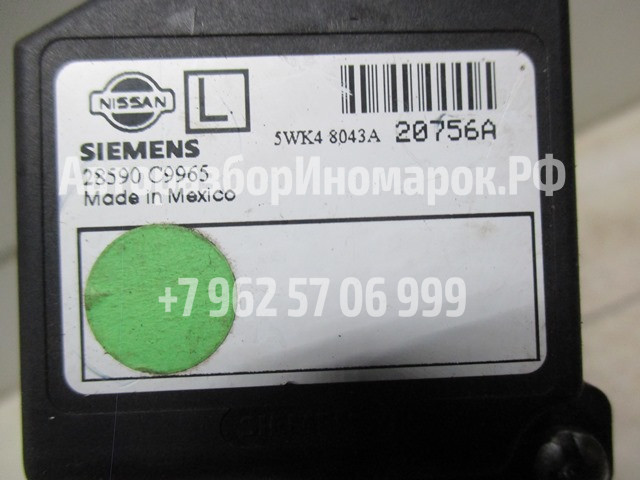 NISSAN
L
5WK4 8043A 20756A
SIEMENS
28590 C9965
АвторазборИномарок.РФ
Made in Mexico
+7 962 57 06 999